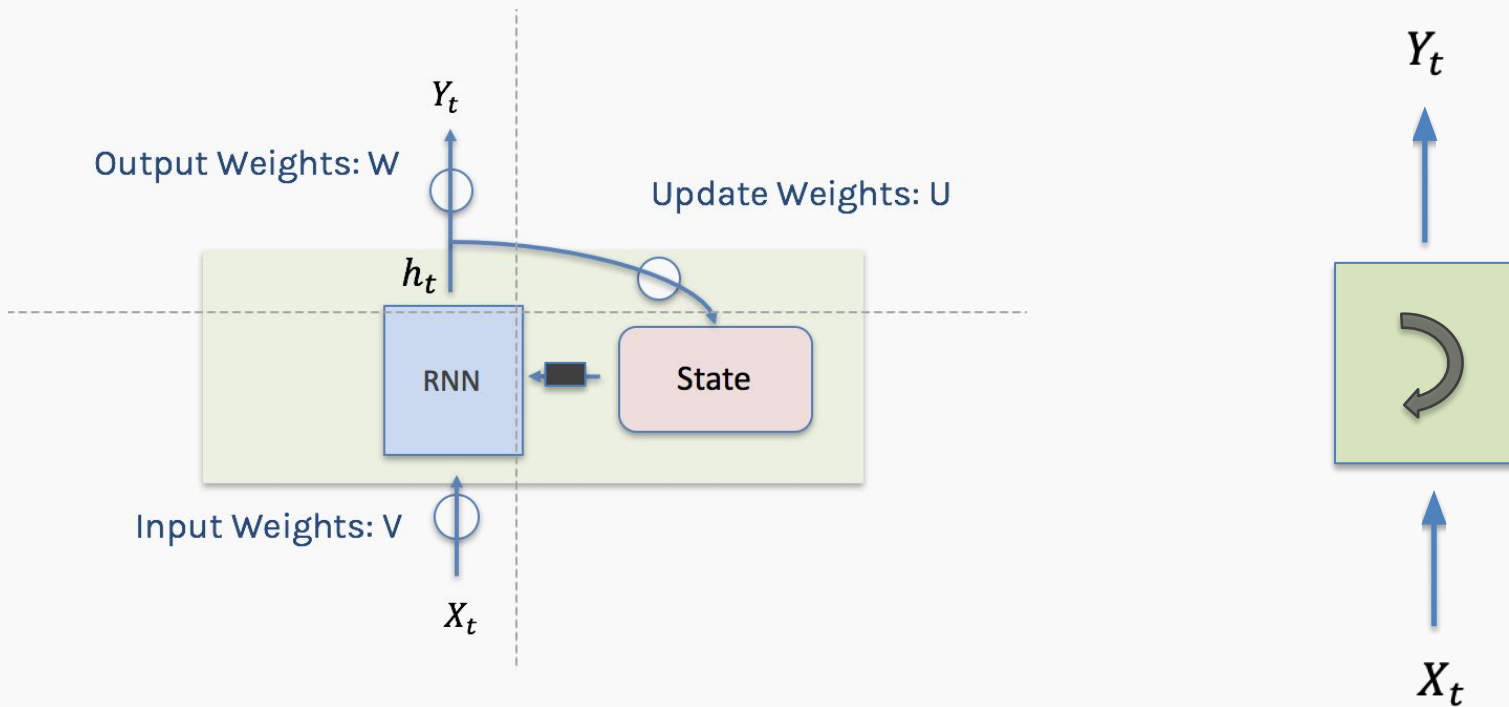 Y_t
Output Weights: W
Update Weights: U
h_t
RNN
State
Input Weights: V
X_t
Y_t
X_t